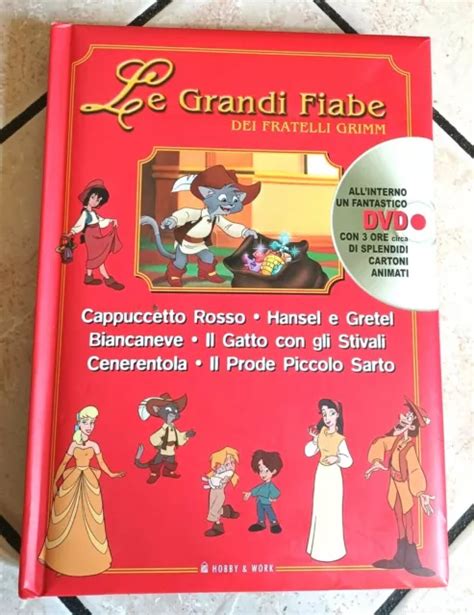 Le Grandi Fiabe
DEI FRATELLI GRIMM
ALL'INTERNO
UN FANTASTICO
DVD
CON 3 ORE circa
DI SPLENDIDI
CARTONI
ANIMATI
Cappuccetto Rosso • Hansel e Gretel
Biancaneve • Il Gatto con gli Stivali
Cenerentola • Il Prode Piccolo Sarto
HOBBY & WORK